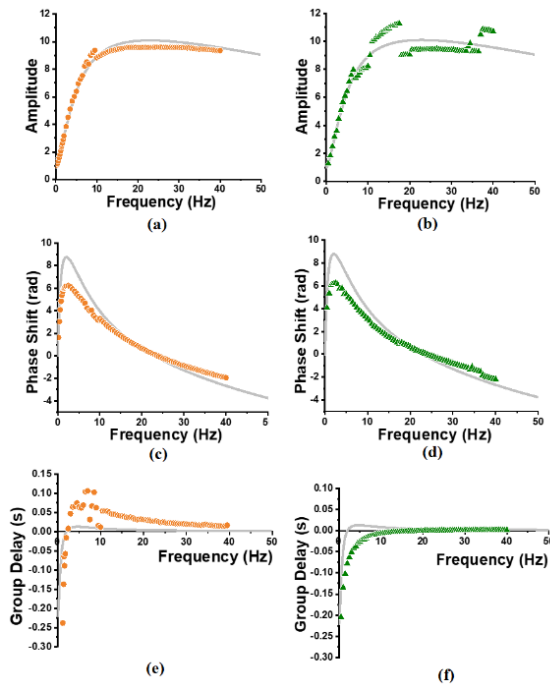 Amplitude
12
10
8
6
4
2
0
0 10 20 30 40 50
Frequency (Hz)
(a)
Amplitude
12
10
8
6
4
2
0
0 10 20 30 40 50
Frequency (Hz)
(b)
Phase Shift (rad)
10
8
6
4
2
0
-2
-4
0 10 20 30 40 5
Frequency (Hz)
(c)
Phase Shift (rad)
10
8
6
4
2
0
-2
-4
0 10 20 30 40 50
Frequency (Hz)
(d)
Group Delay (s)
0.15
0.10
0.05
0.00
-0.05
-0.10
-0.15
-0.20
-0.25
-0.30
10 20 30 40 50
Frequency (Hz)
(e)
Group Delay (s)
0.10
0.05
0.00
-0.05
-0.10
-0.15
-0.20
-0.25
-0.30
10 20 30 40 50
Frequency (Hz)
(f)